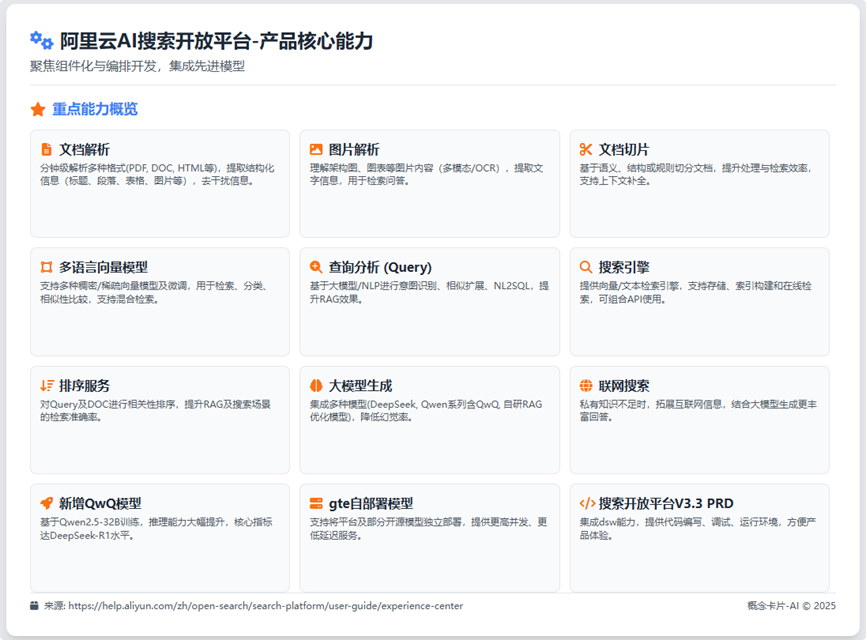 阿里云AI搜索开放平台-产品核心能力
聚焦组件化与编排开发，集成先进模型
重点能力概览
文档解析
分钟级解析多种格式(PDF, DOC, HTML等)，提取结构化
信息（标题、段落、表格、图片等），去干扰信息。
图片解析
理解架构图、图表等图片内容（多模态/OCR），提取文
字信息，用于检索问答。
文档切片
基于语义、结构或规则切分文档，提升处理与检索效率，
支持上下文补全。
多语言向量模型
支持多种稠密/稀疏向量模型及微调，用于检索、分类、
相似性比较，支持混合检索。
查询分析 (Query)
基于大模型/NLP进行意图识别、相似扩展、NL2SQL，提
升RAG效果。
搜索引擎
提供向量/文本检索引擎，支持存储、索引构建和在线检
索，可组合API使用。
排序服务
对Query及DOC进行相关性排序，提升RAG及搜索场景
的检索准确率。
大模型生成
集成多种模型(DeepSeek, Qwen系列含QwQ, 自研RAG
优化模型)，降低幻觉率。
联网搜索
私有知识不足时，拓展互联网信息，结合大模型生成更丰
富回答。
新增QwQ模型
基于Qwen2.5-32B训练，推理能力大幅提升，核心指标
达DeepSeek-R1水平。
gte自部署模型
支持将平台及部分开源模型独立部署，提供更高并发、更
低延迟服务。
搜索开放平台V3.3 PRD
集成dsw能力，提供代码编写、调试、运行环境，方便产
品体验。
来源: https://help.aliyun.com/zh/open-search/search-platform/user-guide/experience-center
概念卡片-AI © 2025